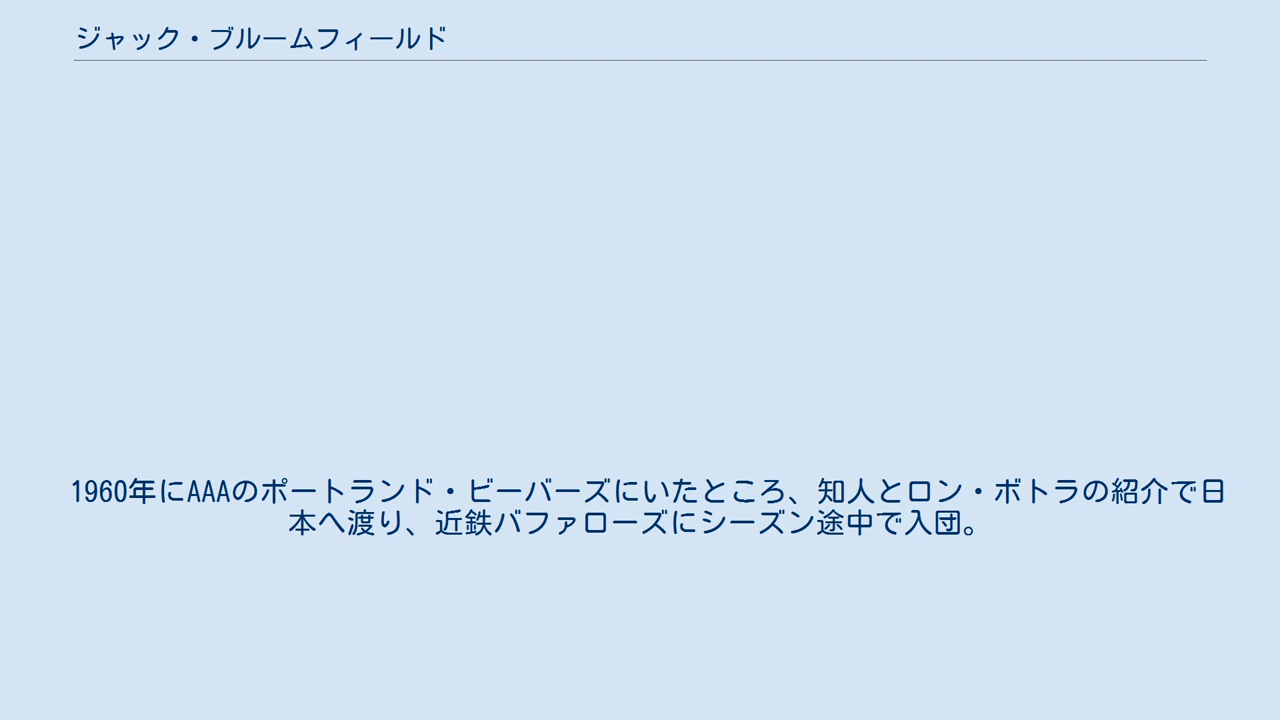 ジャック・ブルームフィールド
1960年にAAAのポートランド・ビーバーズにいたところ、知人とロン・ボトラの紹介で日
本へ渡り、近鉄バファローズにシーズン途中で入団。